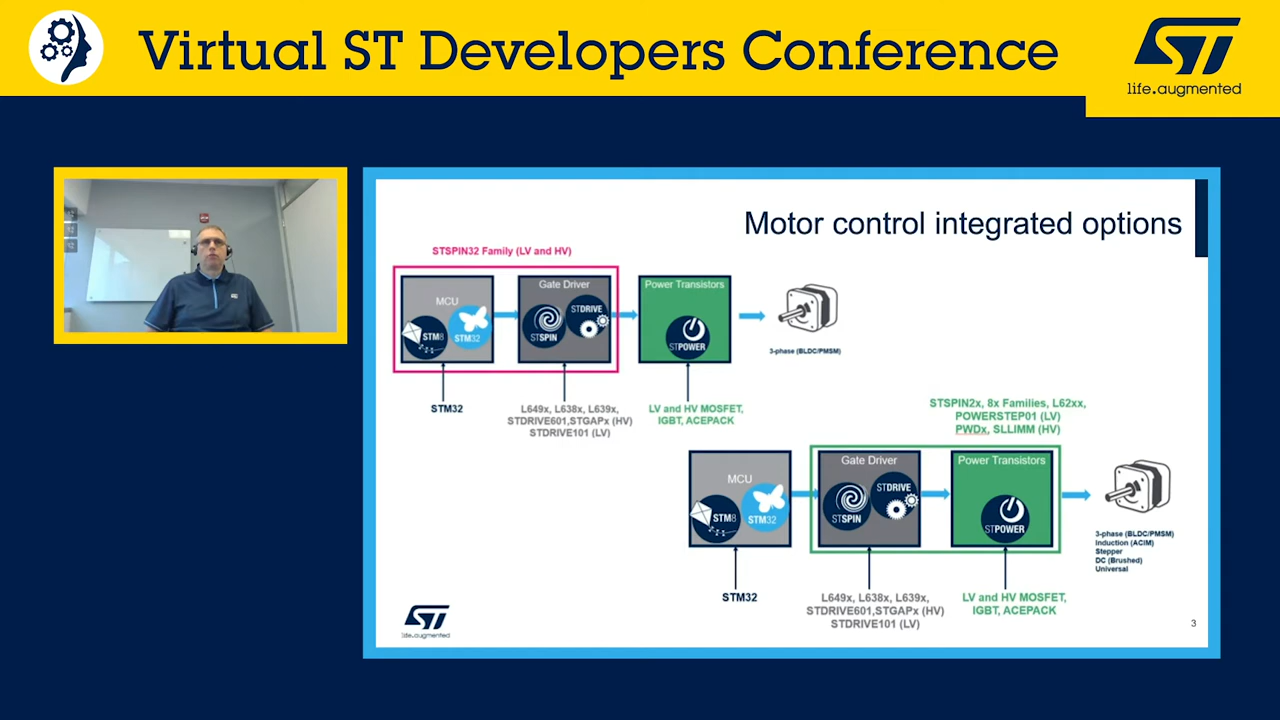 Virtual ST Developers Conference
ST
life.augmented
Motor control integrated options
STSPIN32 Family (LV and HV)
MCU
STM8
STM32
Gate Driver
STSPIN
STDRIVE
Power Transistors
STPOWER
3-phase (BLDC/PMSM)
STM32
L649x, L638x, L639x,
STDRIVE601,STGAPx (HV)
STDRIVE101 (LV)
LV and HV MOSFET,
IGBT, ACEPACK
STSPIN2x, 8x Families, L62xx,
POWERSTEP01 (LV)
PWDx, SLLIMM (HV)
MCU
STM8
STM32
Gate Driver
STSPIN
STDRIVE
Power Transistors
STPOWER
3-phase (BLDC/PMSM)
Induction (ACIM)
Stepper
DC (Brushed)
Universal
STM32
L649x, L638x, L639x,
STDRIVE601,STGAPx (HV)
STDRIVE101 (LV)
LV and HV MOSFET,
IGBT, ACEPACK
ST
life.augmented
3